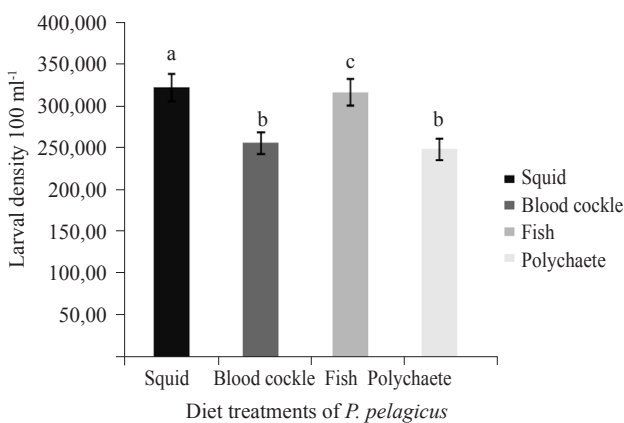 400,000
350,000
300,000
250,000
200,00
150,00
100,00
50,00
000
Larval density 100 ml⁻¹
a
b
c
b
Squid
Blood cockle
Fish
Polychaete
Squid Blood cockle Fish Polychaete
Diet treatments of P. pelagicus